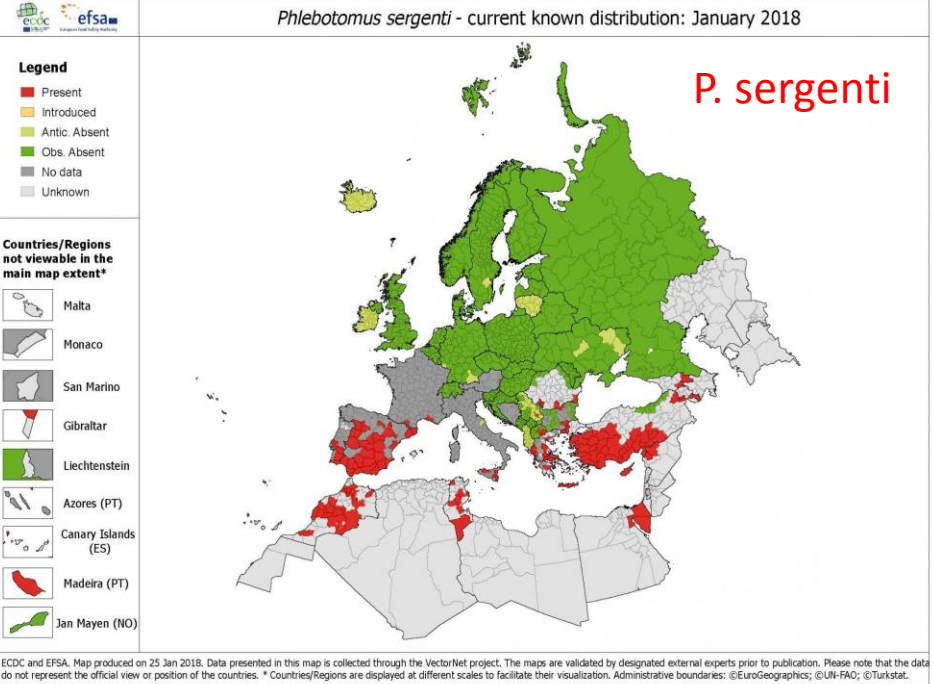 ecdc
efsa
European Food Safety Authority
Phlebotomus sergenti - current known distribution: January 2018
P. sergenti
Legend
Present
Introduced
Antic. Absent
Obs. Absent
No data
Unknown
Countries/Regions
not viewable in the
main map extent*
Malta
Monaco
San Marino
Gibraltar
Liechtenstein
Azores (PT)
Canary Islands
(ES)
Madeira (PT)
Jan Mayen (NO)
ECDC and EFSA. Map produced on 25 Jan 2018. Data presented in this map is collected through the VectorNet project. The maps are validated by designated external experts prior to publication. Please note that the data
do not represent the official view or position of the countries. * Countries/Regions are displayed at different scales to facilitate their visualization. Administrative boundaries: ©EuroGeographics; ©UN-FAO; ©Turkstat.